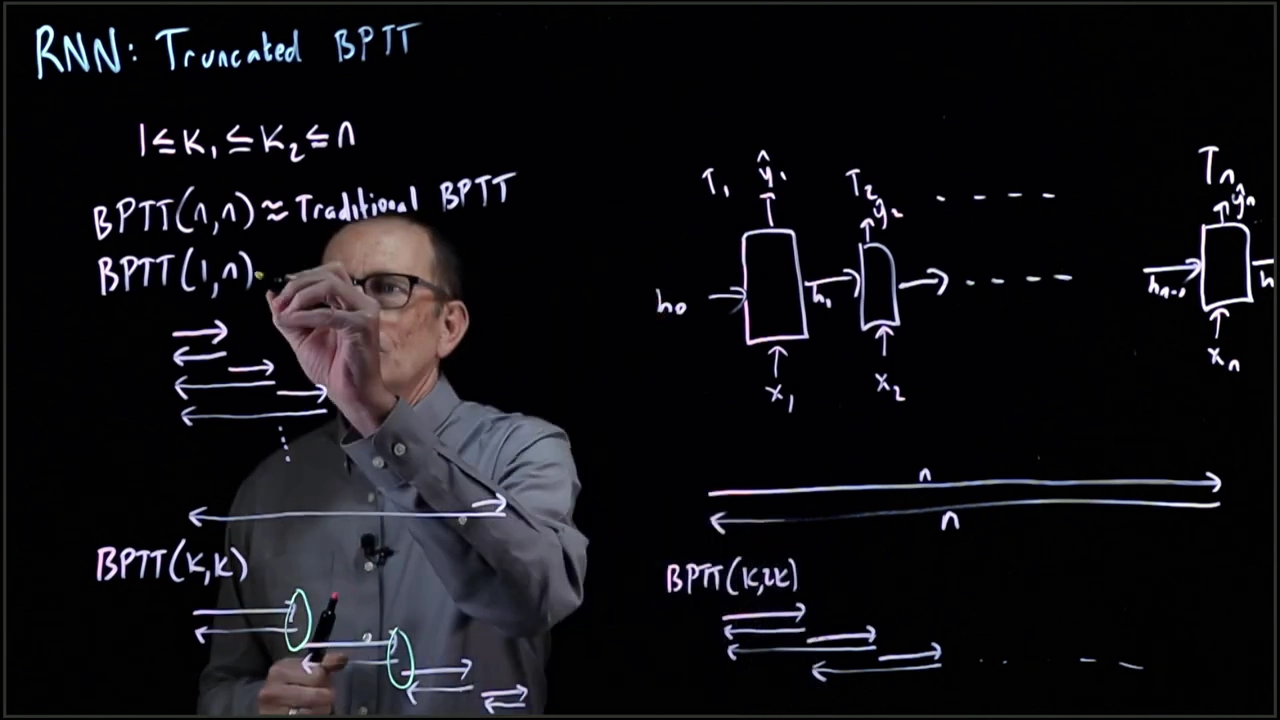 RNN: Truncated BPTT
1 ≤ K₁ ≤ K₂ ≤ n
BPTT(n,n) ≈ Traditional BPTT
BPTT(1,n)
BPTT(K,K)
T₁ ŷ₁ T₂ ŷ₂ - - - - Tₙ ŷₙ
h₀ h₁ - - - - hₙ₋₁ h
x₁ x₂ xₙ
n
n
BPTT(K,2K)